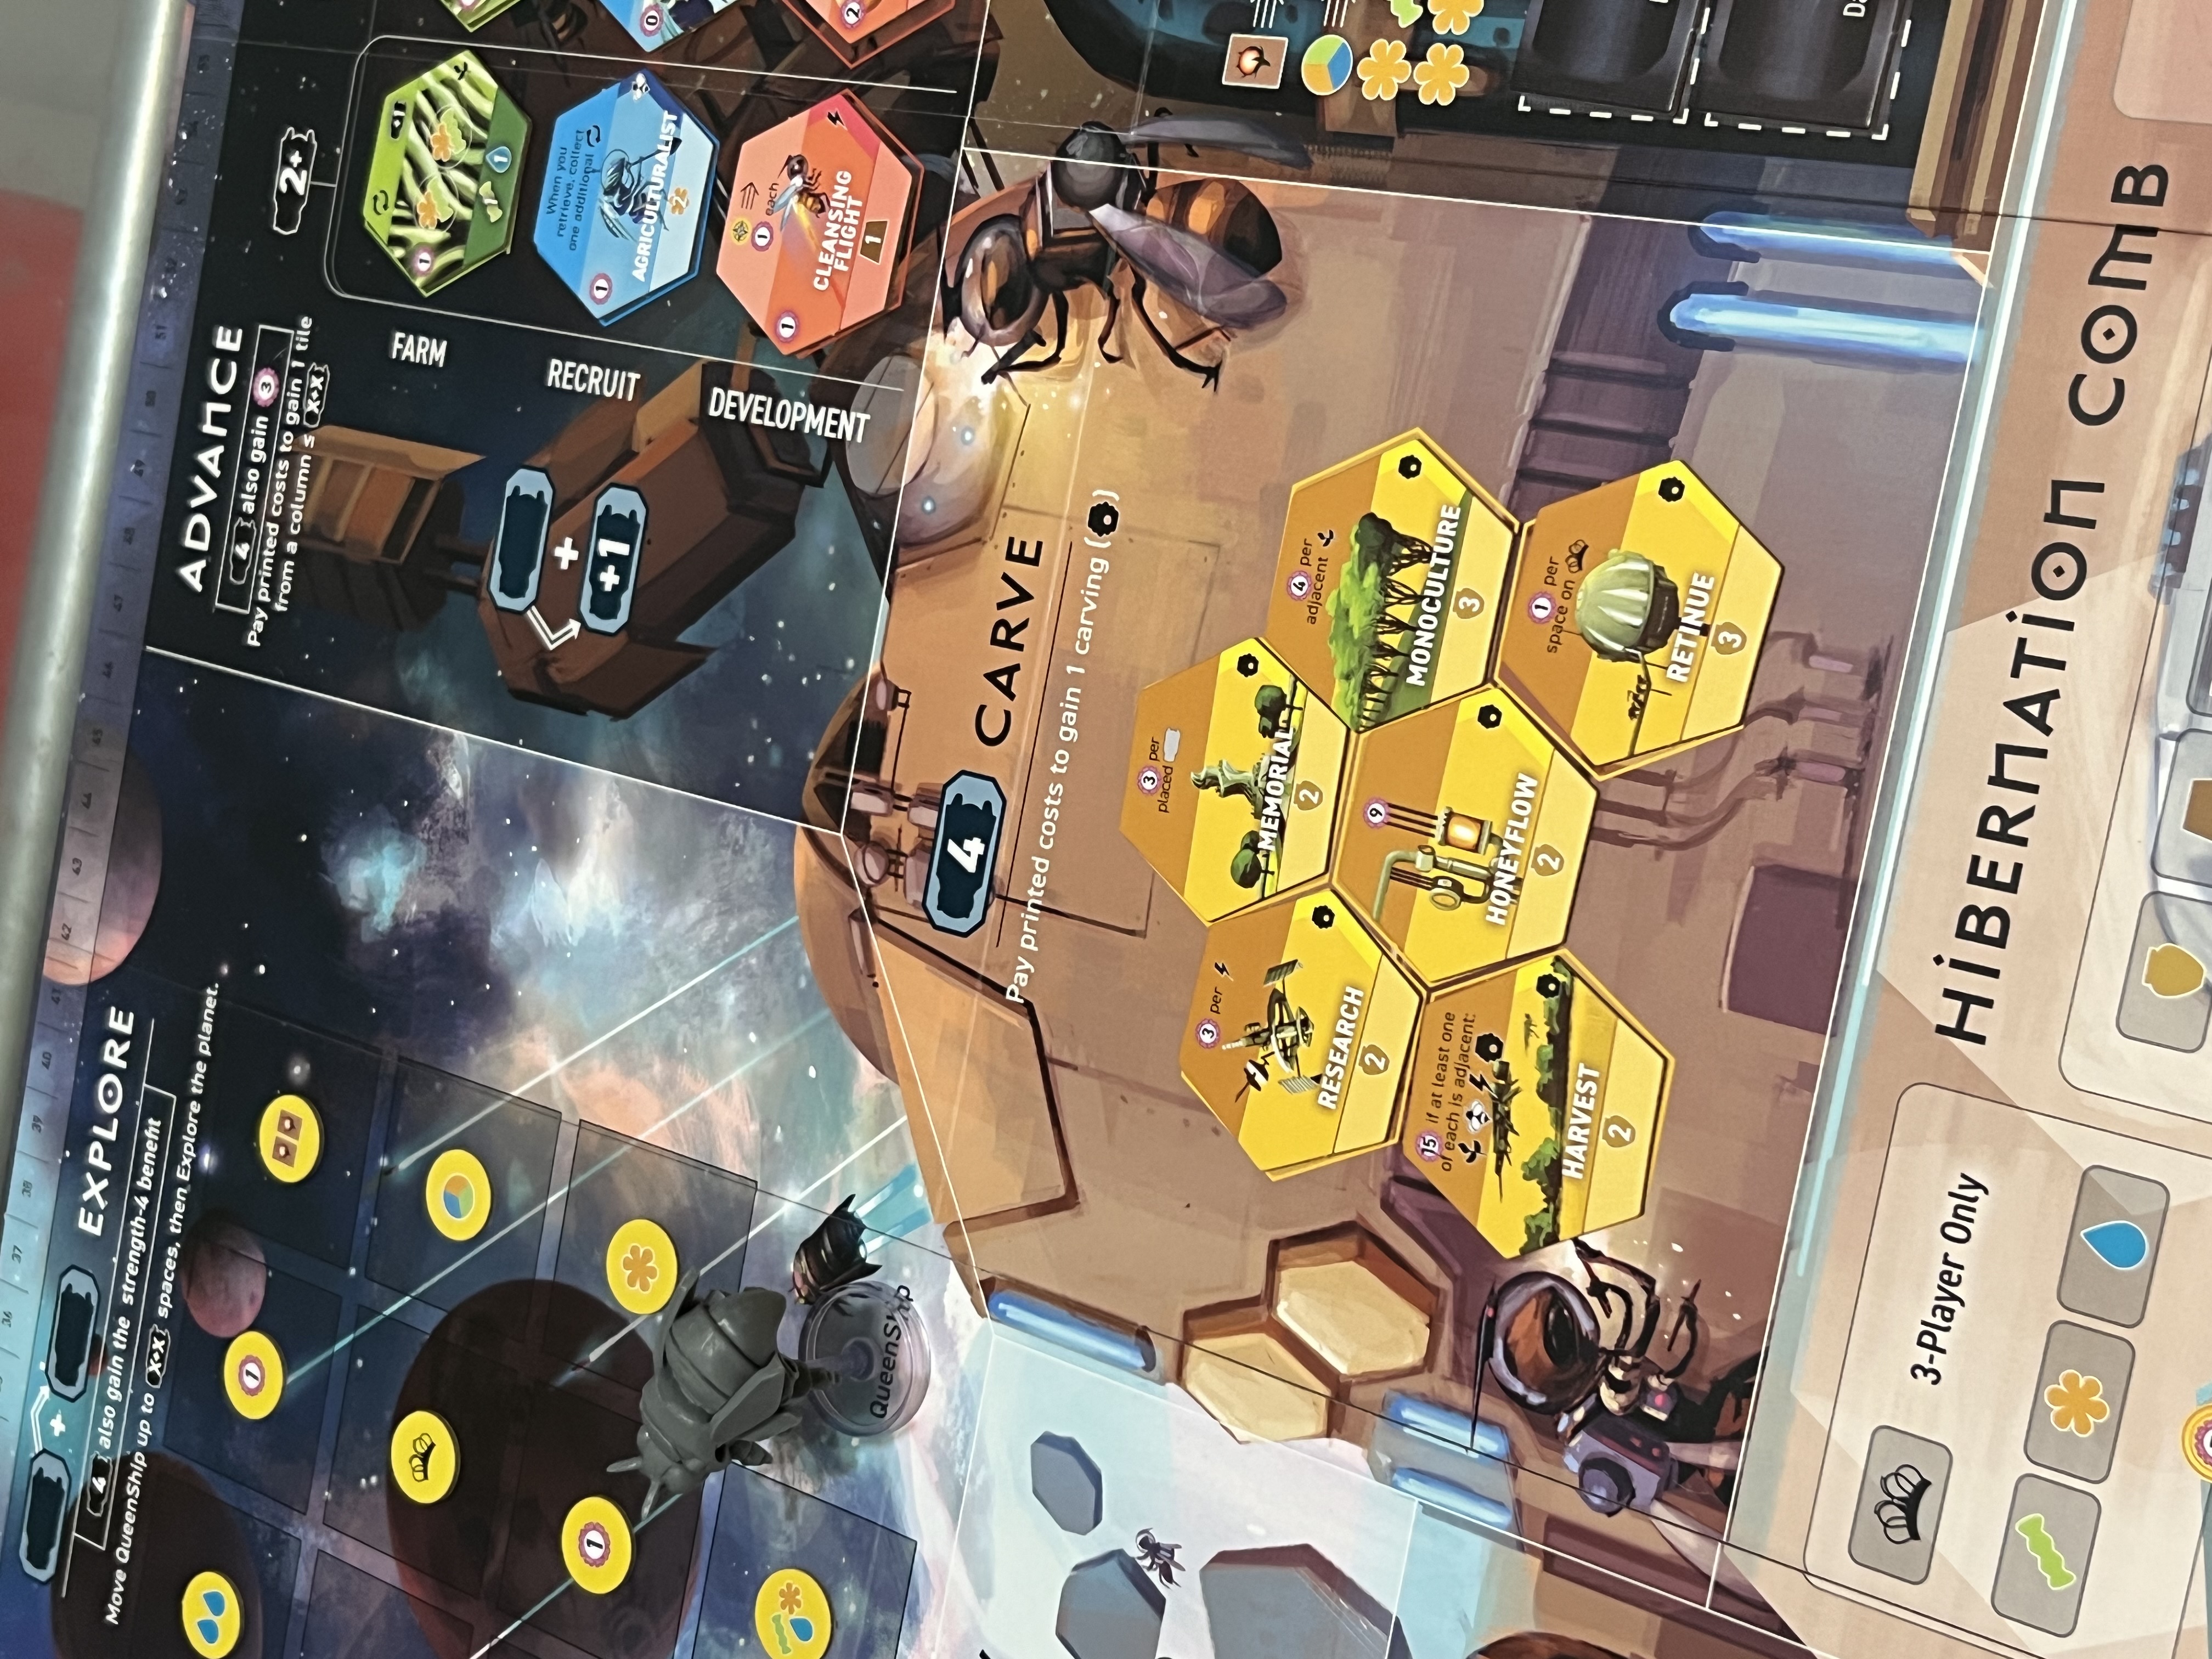 36 37 38 39 40 41 42 43 44 45 46 47 48 49 50 51
+
EXPLORE
4 also gain the strength-4 benefit
Move QueenShip up to X+X spaces, then Explore the planet.
1
1
QueenShip
ADVANCE
4 also gain 3
Pay printed costs to gain 1 tile
from a column ≤ X+X
2+
+
+1
FARM
RECRUIT
DEVELOPMENT
+1
1
1
1
When you
retrieve, collect
one additional
1
AGRICULTURALIST
2
0
1 each
1
CLEANSING
FLIGHT
1
2
4 CARVE
Pay printed costs to gain 1 carving ( )
3 per
placed
MEMORIAL
2
3 per
RESEARCH
2
4 per
adjacent
MONOCULTURE
3
9
HONEYFLOW
2
15 if at least one
of each is adjacent:
HARVEST
2
1 per
space on
RETINUE
3
3-Player Only
HIBERNATION COMB